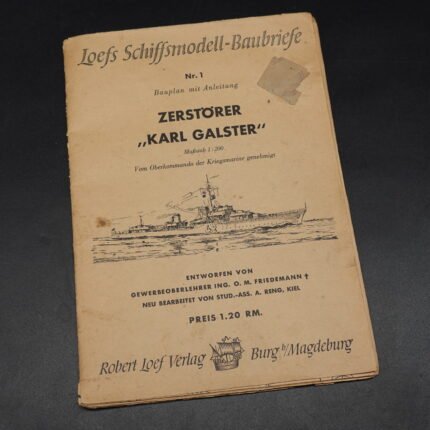 Loefs Schiffsmodell-Baubriefe
Nr. 1
Bauplan mit Anleitung
ZERSTÖRER
„KARL GALSTER“
Maßstab 1:200
Vom Oberkommando der Kriegsmarine genehmigt
ENTWORFEN VON
GEWERBEOBERLEHRER ING. O. M. FRIEDEMANN †
NEU BEARBEITET VON STUD.-ASS. A. RENG, KIEL
PREIS 1.20 RM.
Robert Loef Verlag Burg b/Magdeburg